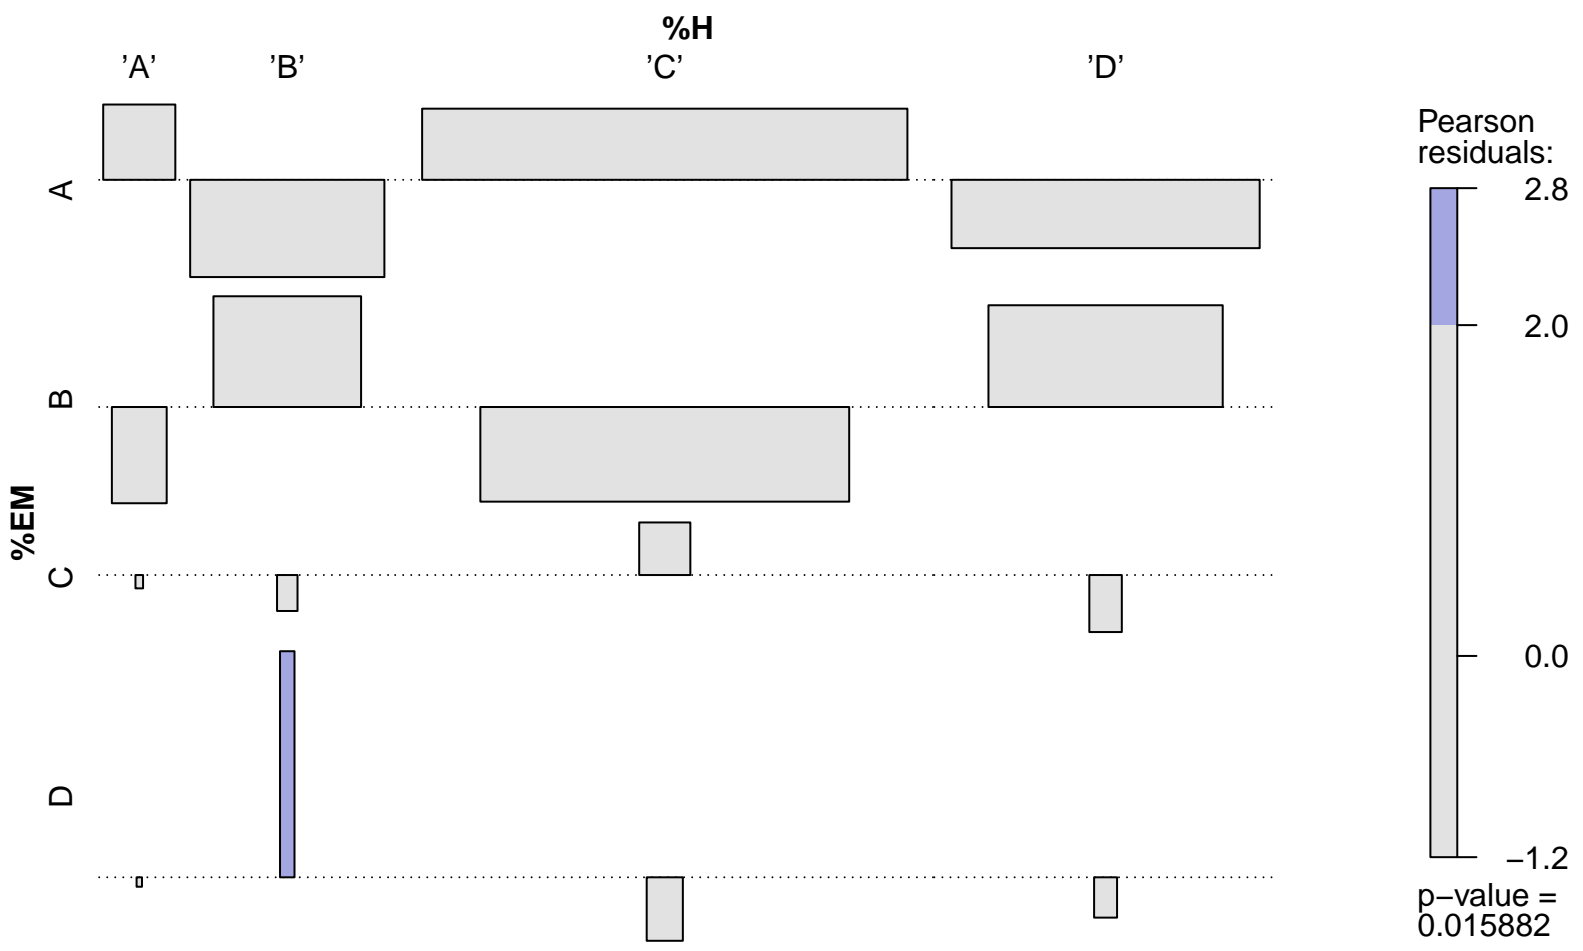 %H
’A’ ’B’ ’C’ ’D’
Pearson
residuals:
A
2.8
2.0
B
%EM
C
0.0
D
−1.2
p−value =
0.015882